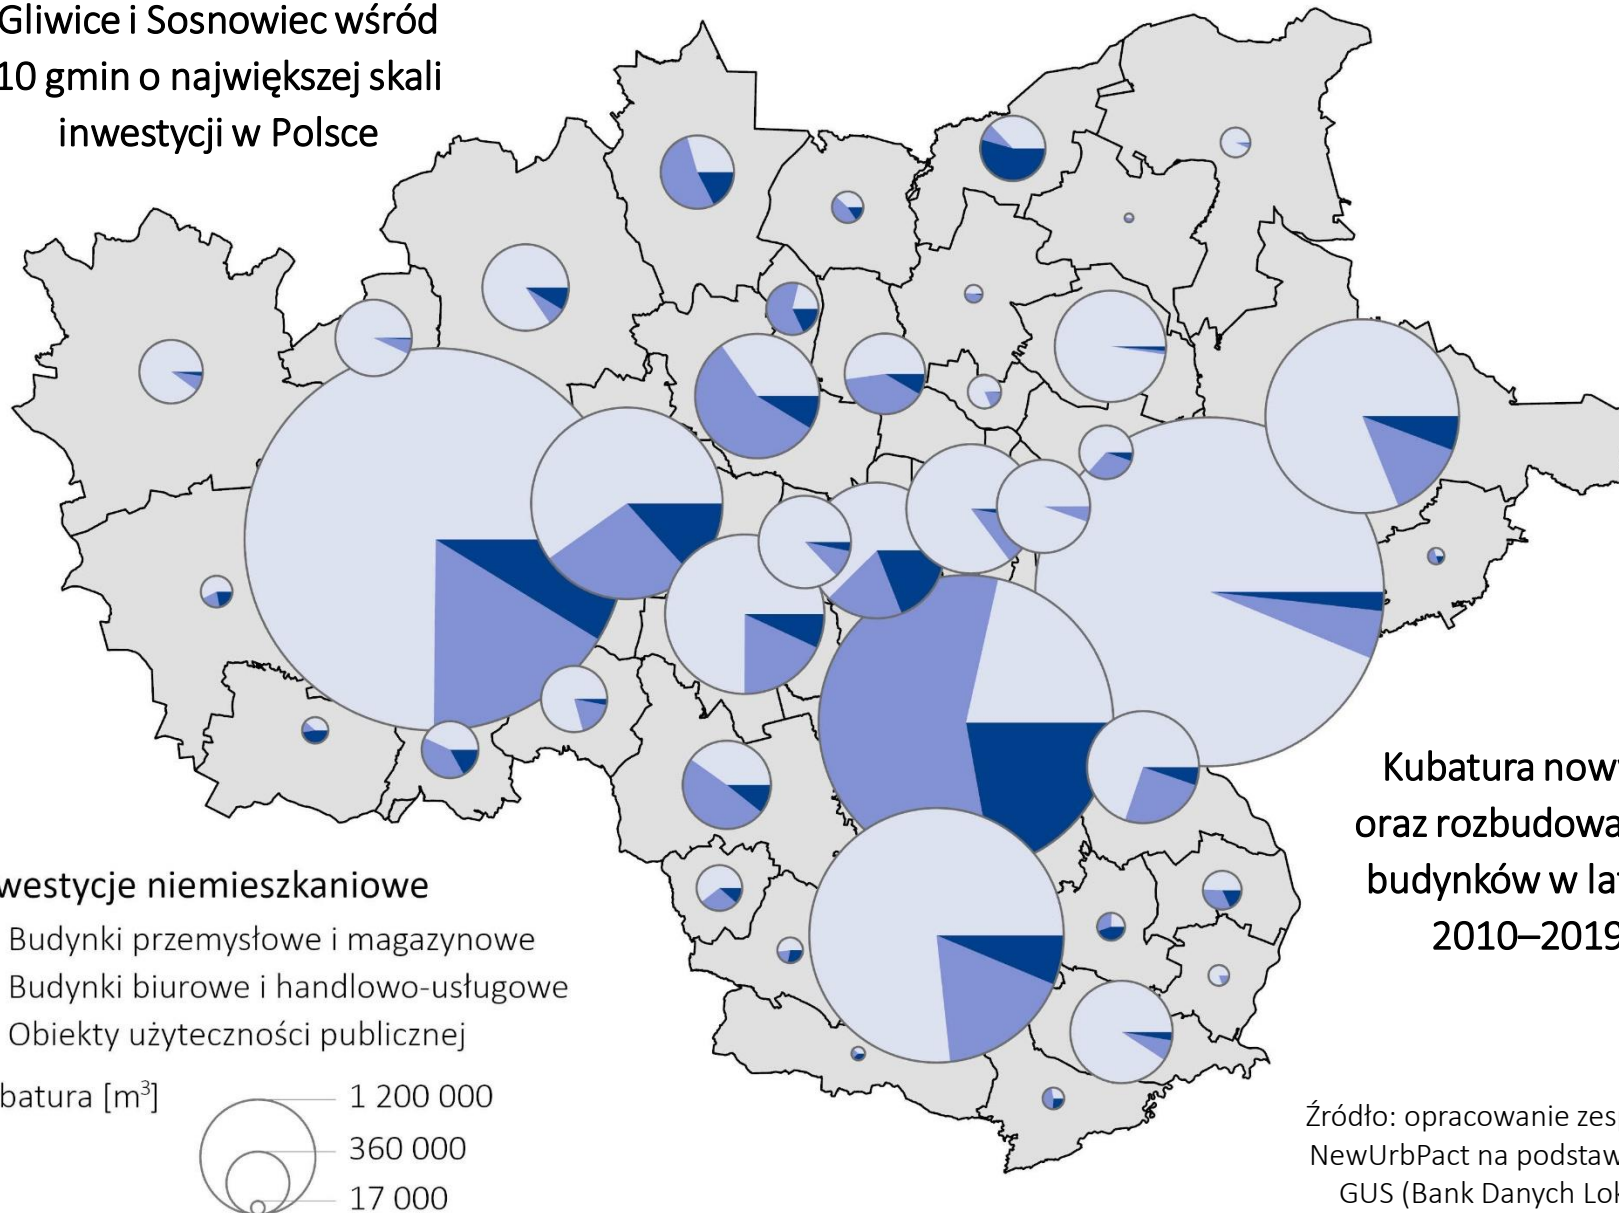 Gliwice i Sosnowiec wśród
10 gmin o największej skali
inwestycji w Polsce
Kubatura now
oraz rozbudowa
budynków w la
2010–2019
westycje niemieszkaniowe
Budynki przemysłowe i magazynowe
Budynki biurowe i handlowo-usługowe
Obiekty użyteczności publicznej
batura [m³]
1 200 000
360 000
17 000
Źródło: opracowanie zes
NewUrbPact na podstaw
GUS (Bank Danych Lok